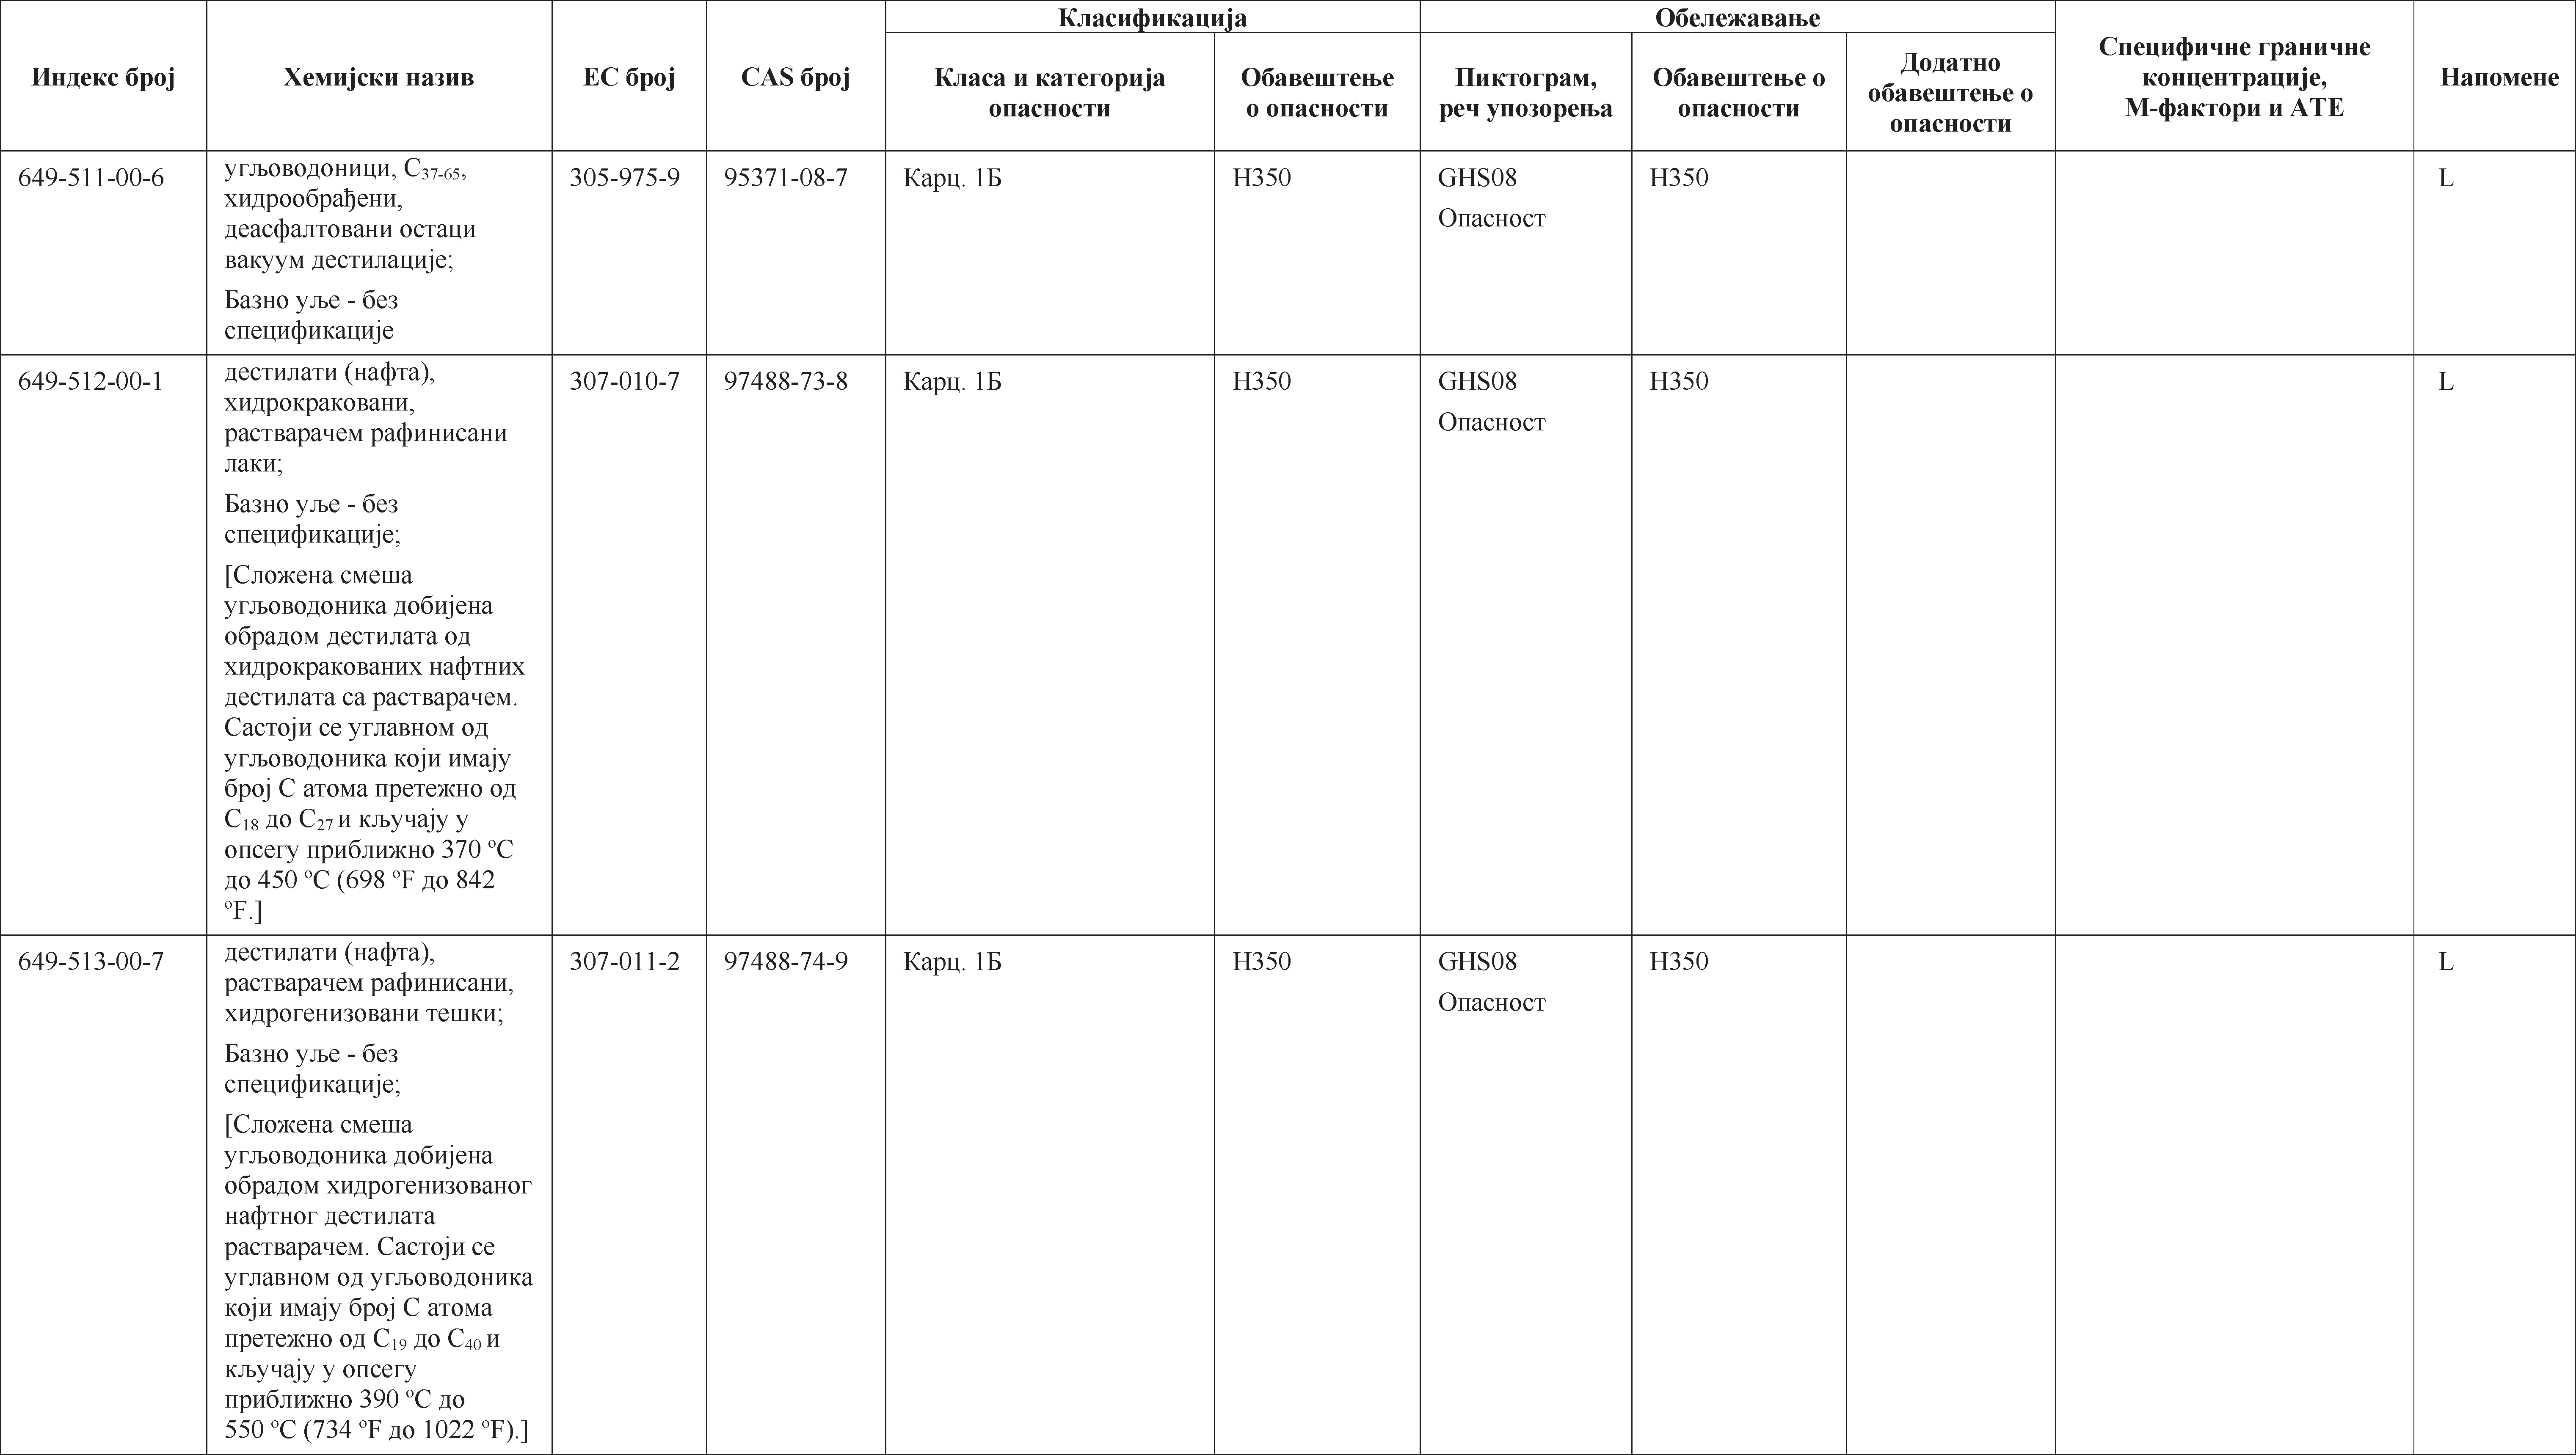 Индекс број
Хемијски назив
ЕС број
CAS број
Класификација
Обележавање
Специфичне граничне
концентрације,
М-фактори и АТЕ
Напомене
Класа и категорија
опасности
Обавештење
о опасности
Пиктограм,
реч упозорења
Обавештење о
опасности
Додатно
обавештење о
опасности
649-511-00-6
угљоводоници, C37-65,
хидрообрађени,
деасфалтовани остаци
вакуум дестилације;
Базно уље - без
спецификације
305-975-9
95371-08-7
Карц. 1Б
H350
GHS08
Опасност
H350
L
649-512-00-1
дестилати (нафта),
хидрокраковани,
растварачем рафинисани
лаки;
Базно уље - без
спецификације;
[Сложена смеша
угљоводоника добијена
обрадом дестилата од
хидрокракованих нафтних
дестилата са растварачем.
Састоји се углавном од
угљоводоника који имају
број C атома претежно од
C18 до C27 и кључају у
опсегу приближно 370 ºC
до 450 ºC (698 ºF до 842
ºF.]
307-010-7
97488-73-8
Карц. 1Б
H350
GHS08
Опасност
H350
L
649-513-00-7
дестилати (нафта),
растварачем рафинисани,
хидрогенизовани тешки;
Базно уље - без
спецификације;
[Сложена смеша
угљоводоника добијена
обрадом хидрогенизованог
нафтног дестилата
растварачем. Састоји се
углавном од угљоводоника
који имају број C атома
претежно од C19 до C40 и
кључају у опсегу
приближно 390 ºC до
550 ºC (734 ºF до 1022 ºF).]
307-011-2
97488-74-9
Карц. 1Б
H350
GHS08
Опасност
H350
L